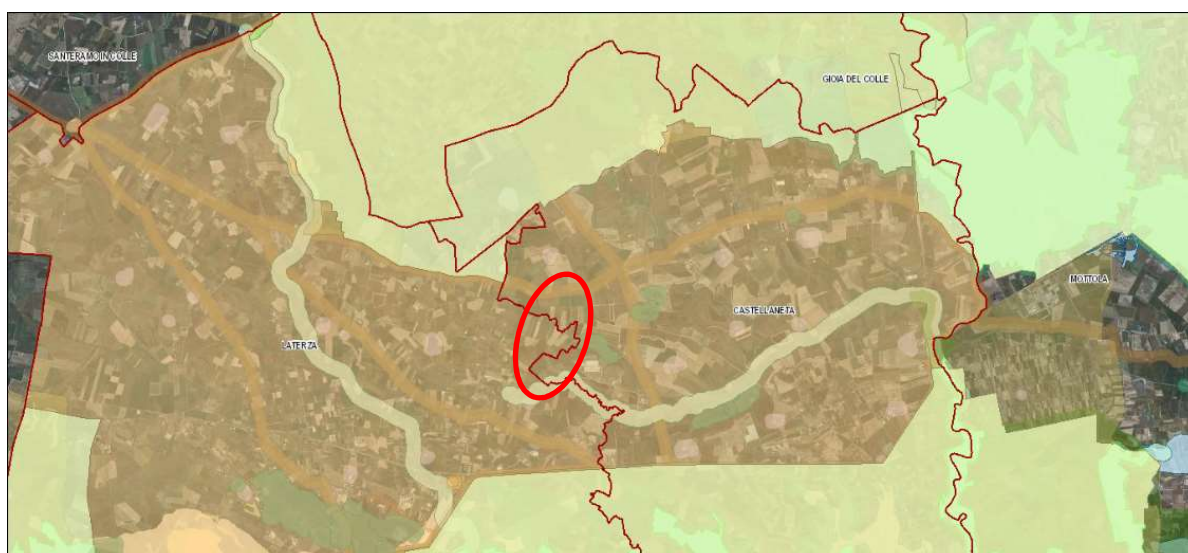 SANTERAMO IN COLLE
GIOIA DEL COLLE
MOTTOLA
CASTELLANETA
LATERZA